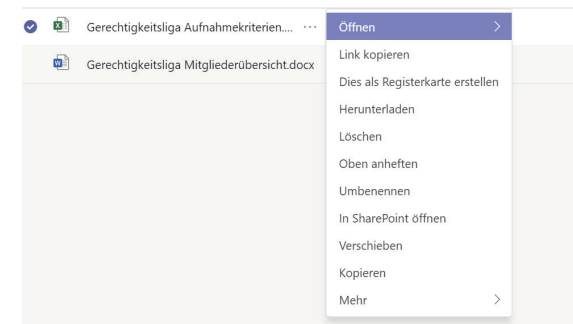 Gerechtigkeitsliga Aufnahmekriterien.... ...
Gerechtigkeitsliga Mitgliederübersicht.docx
Öffnen
Link kopieren
Dies als Registerkarte erstellen
Herunterladen
Löschen
Oben anheften
Umbenennen
In SharePoint öffnen
Verschieben
Kopieren
Mehr